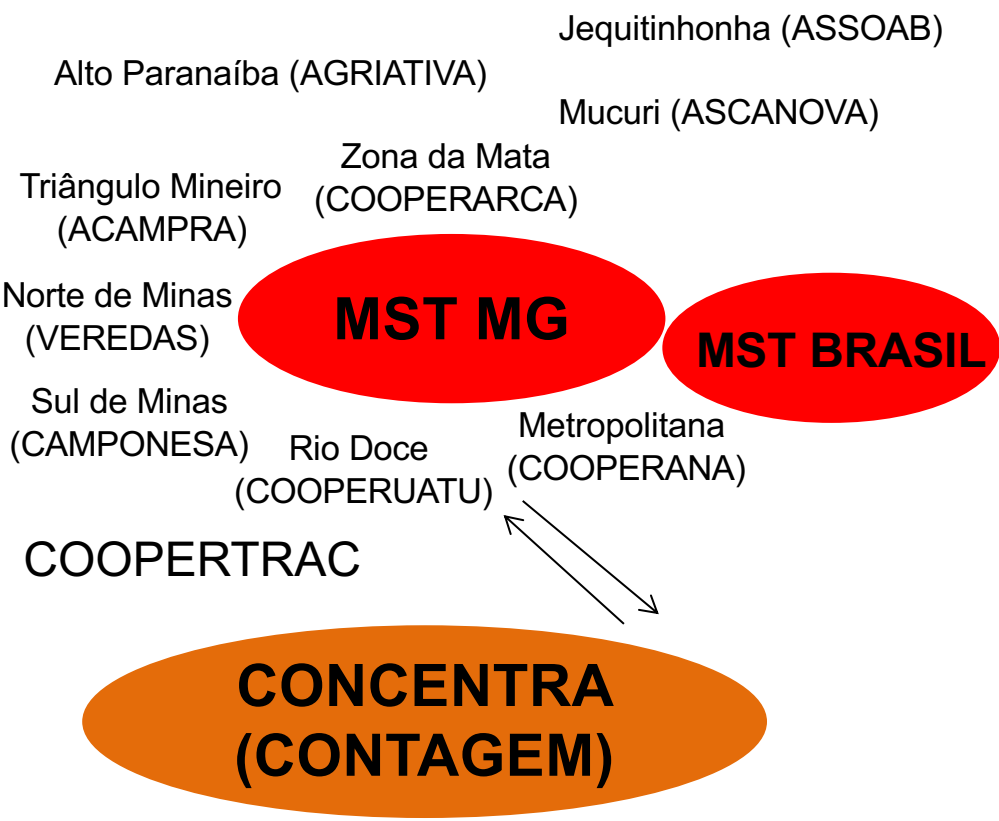 Jequitinhonha (ASSOAB)
Alto Paranaíba (AGRIATIVA)
Mucuri (ASCANOVA)
Zona da Mata
(COOPERARCA)
Triângulo Mineiro
(ACAMPRA)
Norte de Minas
(VEREDAS)
MST MG
MST BRASIL
Sul de Minas
(CAMPONESA)
Rio Doce
(COOPERUATU)
Metropolitana
(COOPERANA)
COOPERTRAC
CONCENTRA
(CONTAGEM)